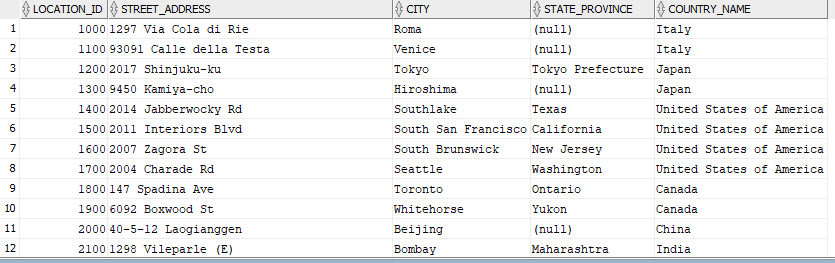 LOCATION_ID STREET_ADDRESS CITY STATE_PROVINCE COUNTRY_NAME
1 1000 1297 Via Cola di Rie Roma (null) Italy
2 1100 93091 Calle della Testa Venice (null) Italy
3 1200 2017 Shinjuku-ku Tokyo Tokyo Prefecture Japan
4 1300 9450 Kamiya-cho Hiroshima (null) Japan
5 1400 2014 Jabberwocky Rd Southlake Texas United States of America
6 1500 2011 Interiors Blvd South San Francisco California United States of America
7 1600 2007 Zagora St South Brunswick New Jersey United States of America
8 1700 2004 Charade Rd Seattle Washington United States of America
9 1800 147 Spadina Ave Toronto Ontario Canada
10 1900 6092 Boxwood St Whitehorse Yukon Canada
11 2000 40-5-12 Laogianggen Beijing (null) China
12 2100 1298 Vileparle (E) Bombay Maharashtra India